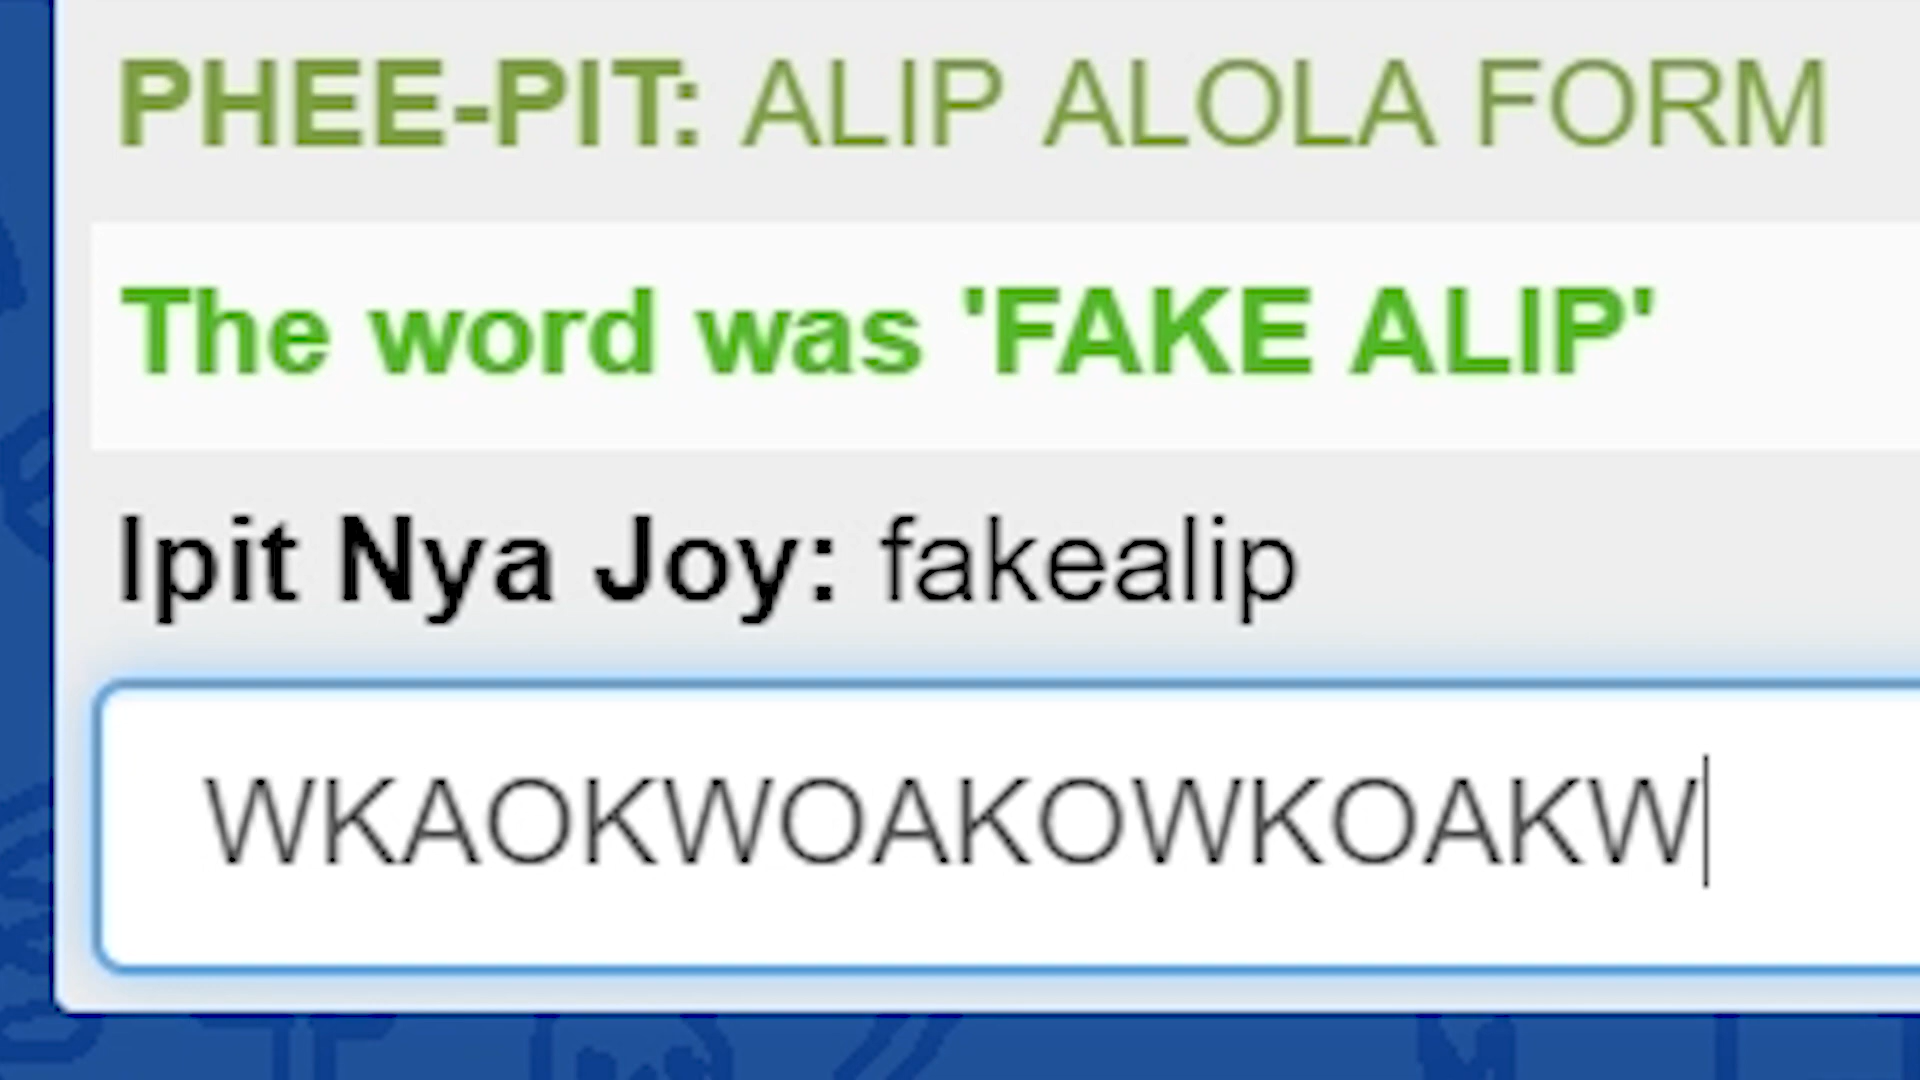 PHEE-PIT: ALIP ALOLA FORM
The word was 'FAKE ALIP'
Ipit Nya Joy: fakealip
WKAOKWOAKOWKOAKW